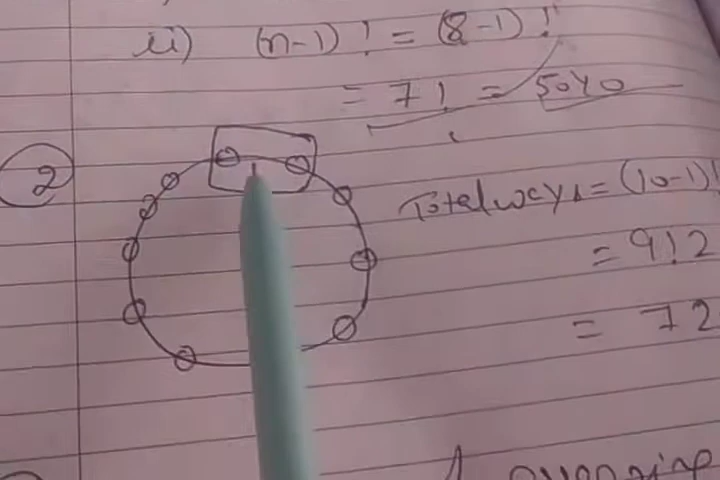 ii) (n-1)! = (8-1)!
= 7! = 5040
2
Total ways = (10-1)!
= 9!2
= 72